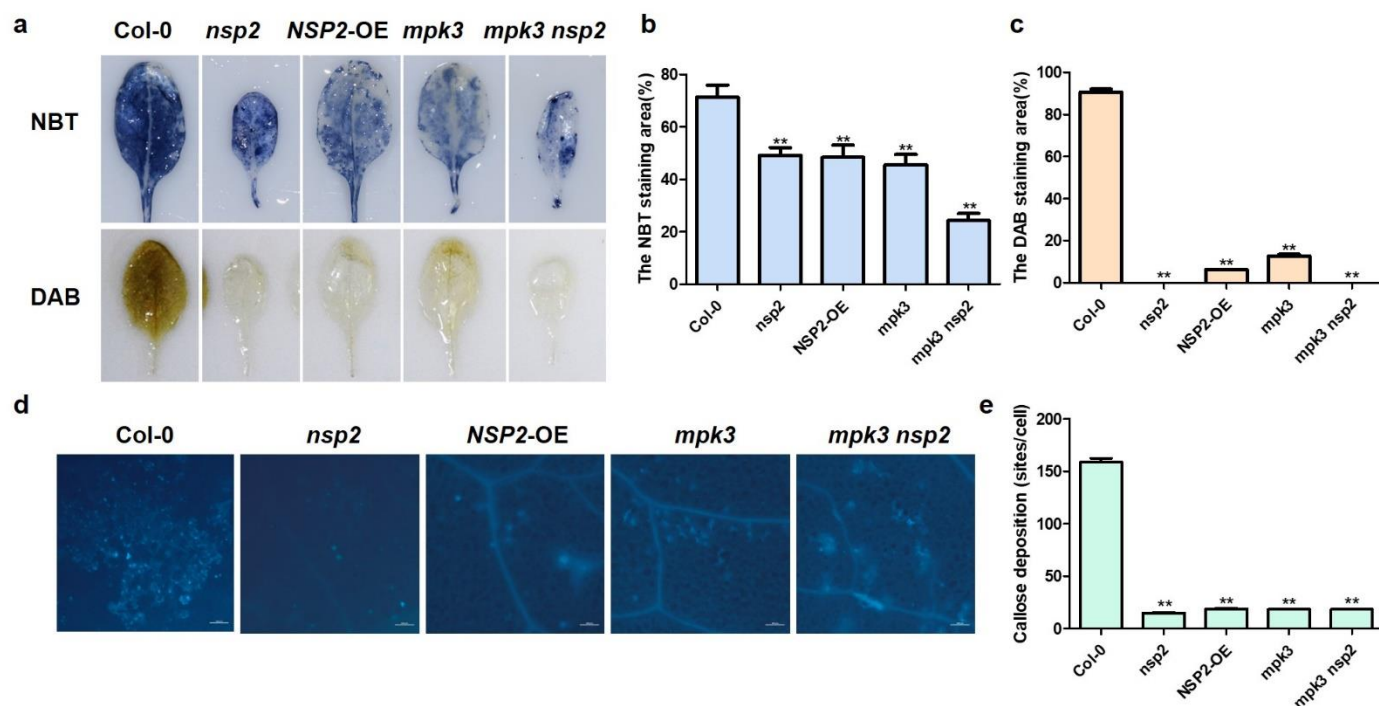 a
Col-0 nsp2 NSP2-OE mpk3 mpk3 nsp2
NBT
DAB
b
The NBT staining area(%)
80
60
40
20
0
**
**
**
**
Col-0
nsp2
NSP2-OE
mpk3
mpk3 nsp2
c
The DAB staining area(%)
100
80
60
40
20
0
**
**
**
**
Col-0
nsp2
NSP2-OE
mpk3
mpk3 nsp2
d
Col-0 nsp2 NSP2-OE mpk3 mpk3 nsp2
e
Callose deposition (sites/cell)
200
150
100
50
0
**
**
**
**
Col-0
nsp2
NSP2-OE
mpk3
mpk3 nsp2